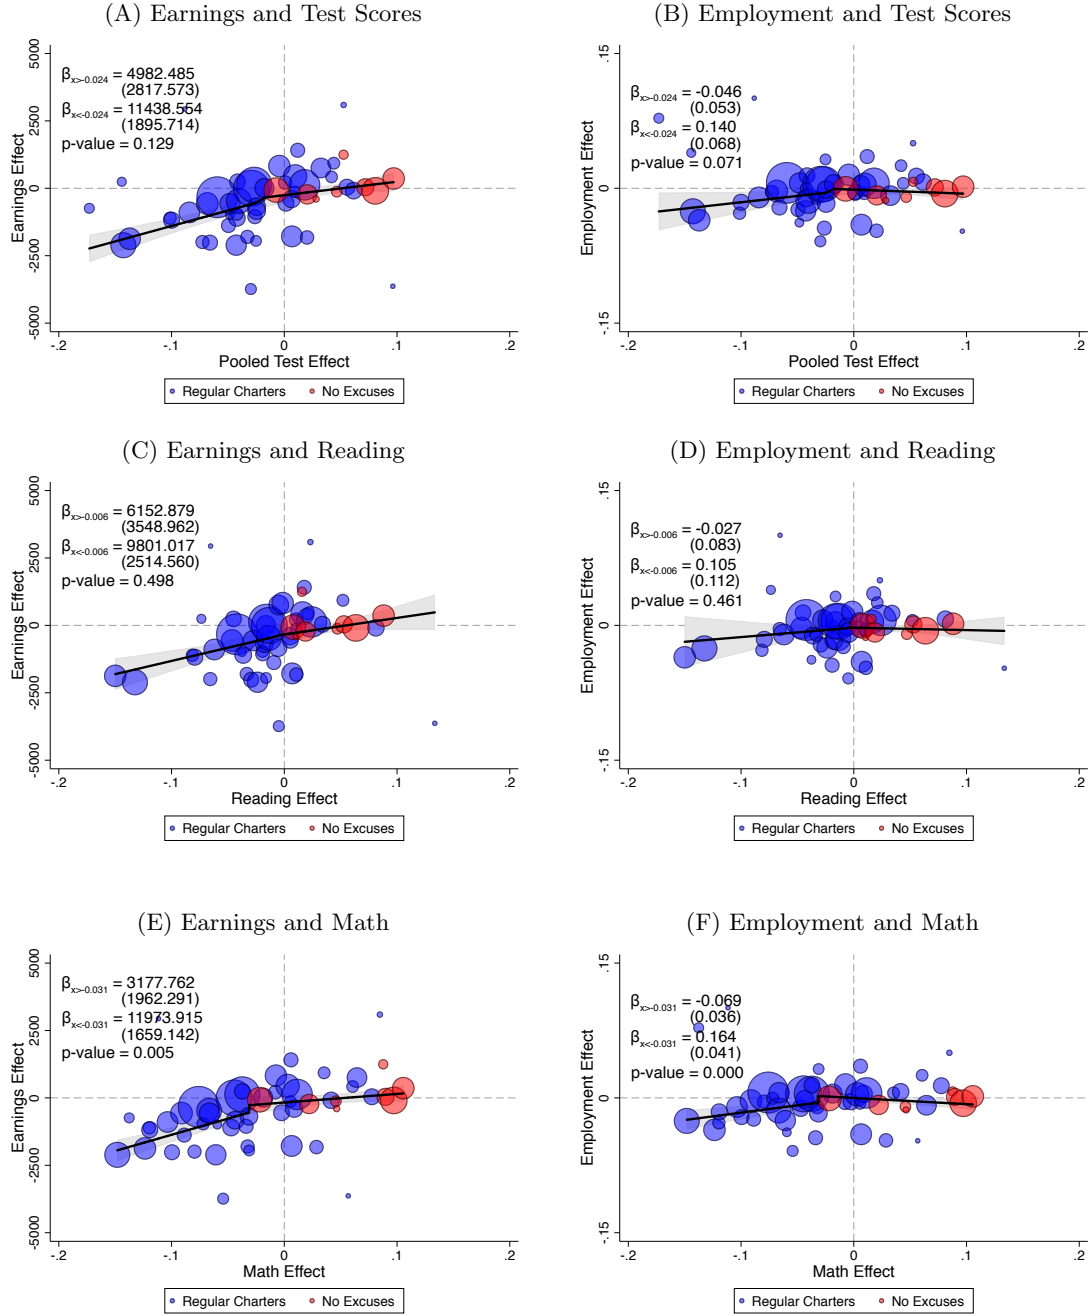 (A) Earnings and Test Scores
5000
2500
0
-2500
-5000
Earnings Effect
βx>-0.024 = 4982.485
(2817.573)
βx<-0.024 = 11438.554
(1895.714)
p-value = 0.129
-.2 -.1 0 .1 .2
Pooled Test Effect
Regular Charters No Excuses
(B) Employment and Test Scores
.15
0
-.15
Employment Effect
βx>-0.024 = -0.046
(0.053)
βx<-0.024 = 0.140
(0.068)
p-value = 0.071
-.2 -.1 0 .1 .2
Pooled Test Effect
Regular Charters No Excuses
(C) Earnings and Reading
5000
2500
0
-2500
-5000
Earnings Effect
βx>-0.006 = 6152.879
(3548.962)
βx<-0.006 = 9801.017
(2514.560)
p-value = 0.498
-.2 -.1 0 .1 .2
Reading Effect
Regular Charters No Excuses
(D) Employment and Reading
.15
0
-.15
Employment Effect
βx>-0.006 = -0.027
(0.083)
βx<-0.006 = 0.105
(0.112)
p-value = 0.461
-.2 -.1 0 .1 .2
Reading Effect
Regular Charters No Excuses
(E) Earnings and Math
5000
2500
0
-2500
-5000
Earnings Effect
βx>-0.031 = 3177.762
(1962.291)
βx<-0.031 = 11973.915
(1659.142)
p-value = 0.005
-.2 -.1 0 .1 .2
Math Effect
Regular Charters No Excuses
(F) Employment and Math
.15
0
-.15
Employment Effect
βx>-0.031 = -0.069
(0.036)
βx<-0.031 = 0.164
(0.041)
p-value = 0.000
-.2 -.1 0 .1 .2
Math Effect
Regular Charters No Excuses